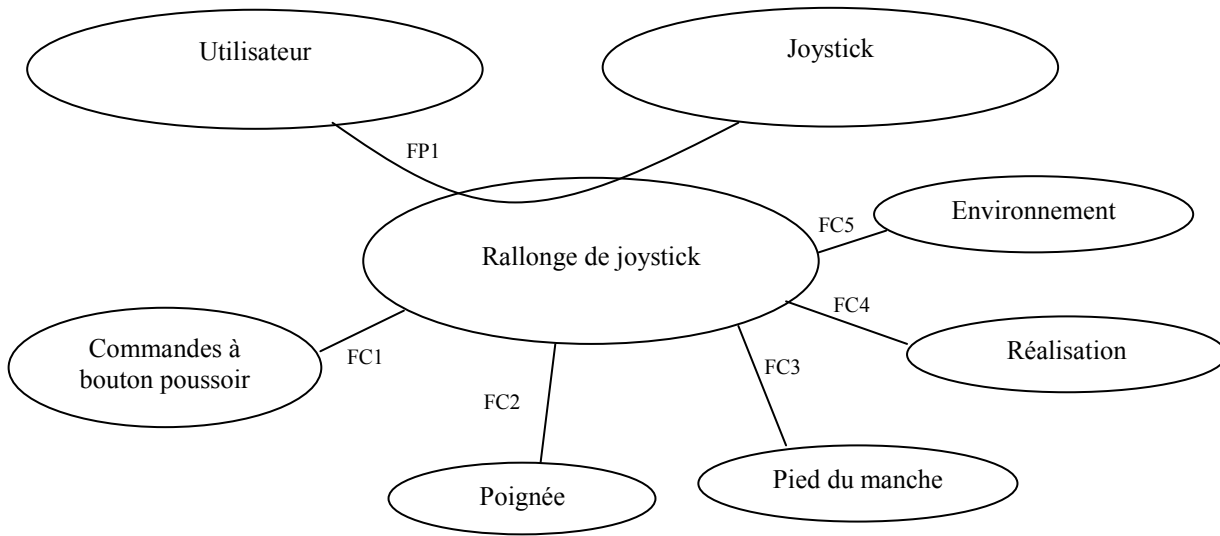 Utilisateur
Joystick
FP1
Environnement
FC5
Rallonge de joystick
FC4
Commandes à
bouton poussoir
FC1
FC3
Réalisation
FC2
Pied du manche
Poignée